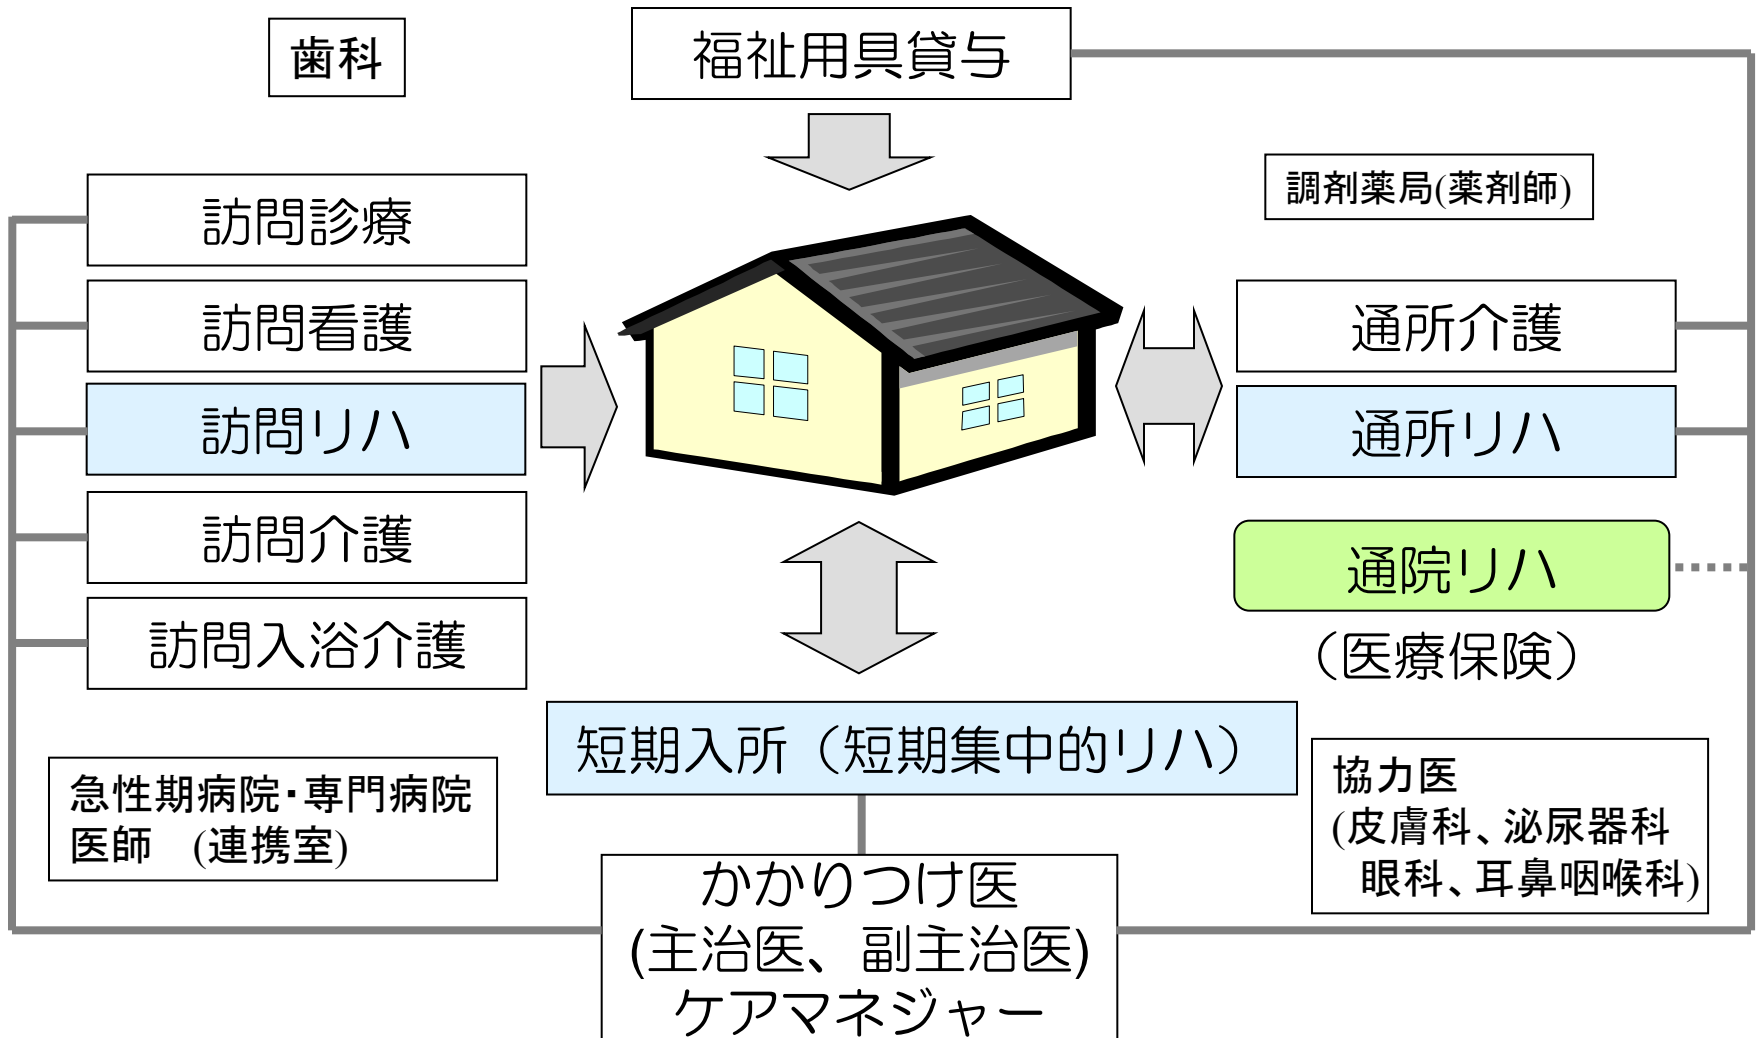 歯科
福祉用具貸与
調剤薬局(薬剤師)
訪問診療
訪問看護
訪問リハ
訪問介護
訪問入浴介護
通所介護
通所リハ
通院リハ
（医療保険）
短期入所（短期集中的リハ）
急性期病院・専門病院
医師　(連携室)
協力医
(皮膚科、泌尿器科
眼科、耳鼻咽喉科)
かかりつけ医
(主治医、副主治医)
ケアマネジャー